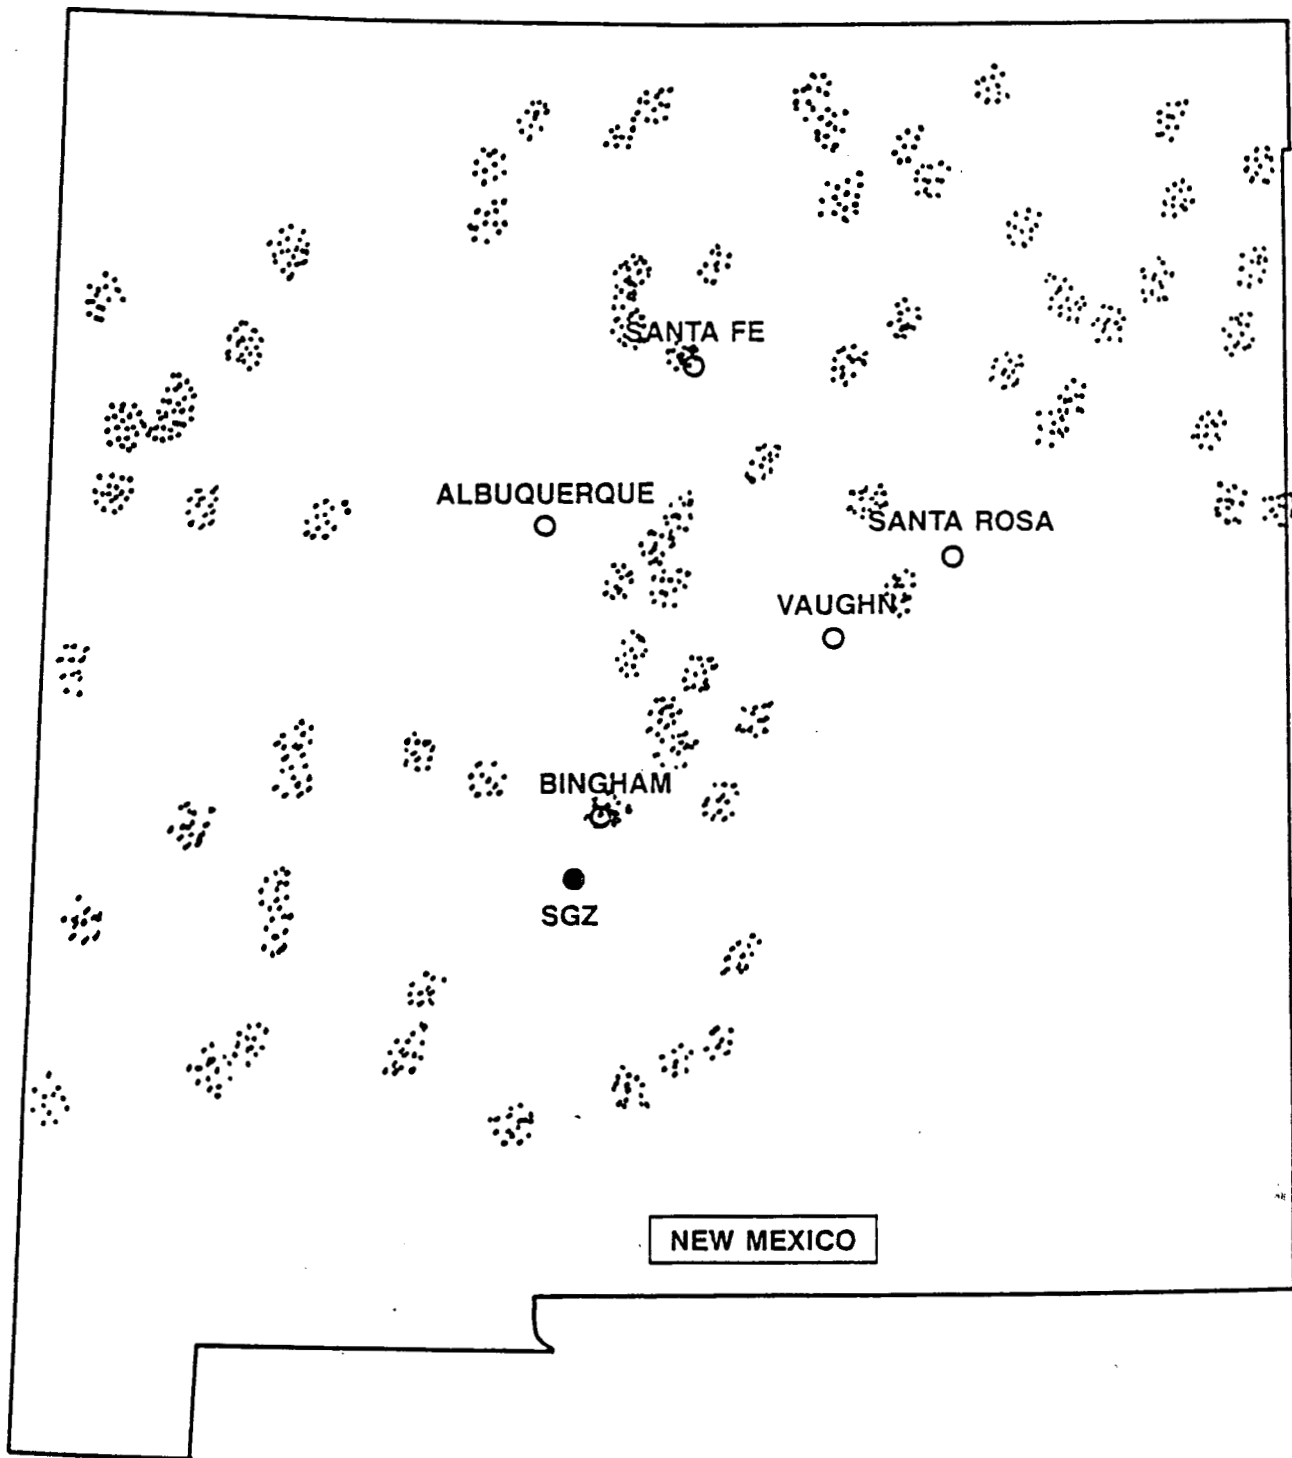 SANTA FE
ALBUQUERQUE
SANTA ROSA
VAUGHN
BINGHAM
SGZ
NEW MEXICO